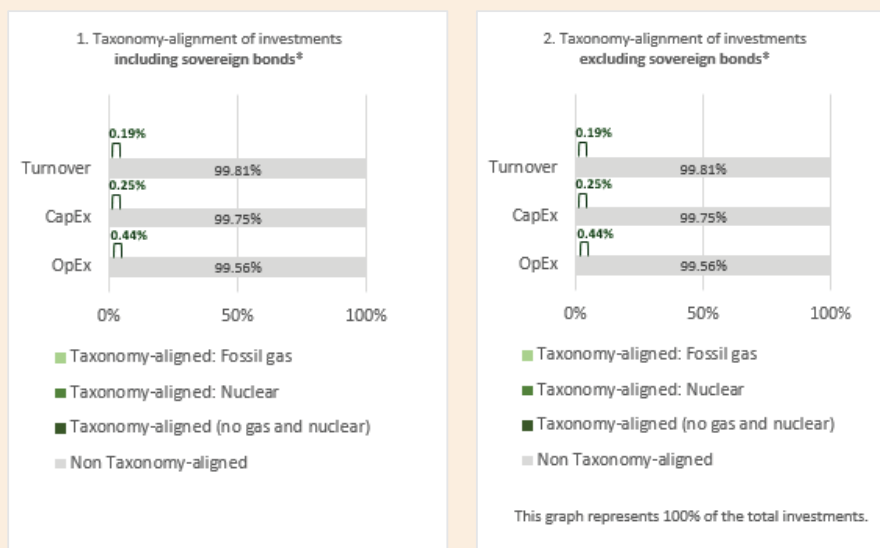 1. Taxonomy-alignment of investments
including sovereign bonds*
0.19%
Turnover
99.81%
0.25%
CapEx
99.75%
0.44%
OpEx
99.56%
0%
50%
100%
Taxonomy-aligned: Fossil gas
Taxonomy-aligned: Nuclear
Taxonomy-aligned (no gas and nuclear)
Non Taxonomy-aligned
2. Taxonomy-alignment of investments
excluding sovereign bonds*
0.19%
Turnover
99.81%
0.25%
CapEx
99.75%
0.44%
OpEx
99.56%
0%
50%
100%
Taxonomy-aligned: Fossil gas
Taxonomy-aligned: Nuclear
Taxonomy-aligned (no gas and nuclear)
Non Taxonomy-aligned
This graph represents 100% of the total investments.